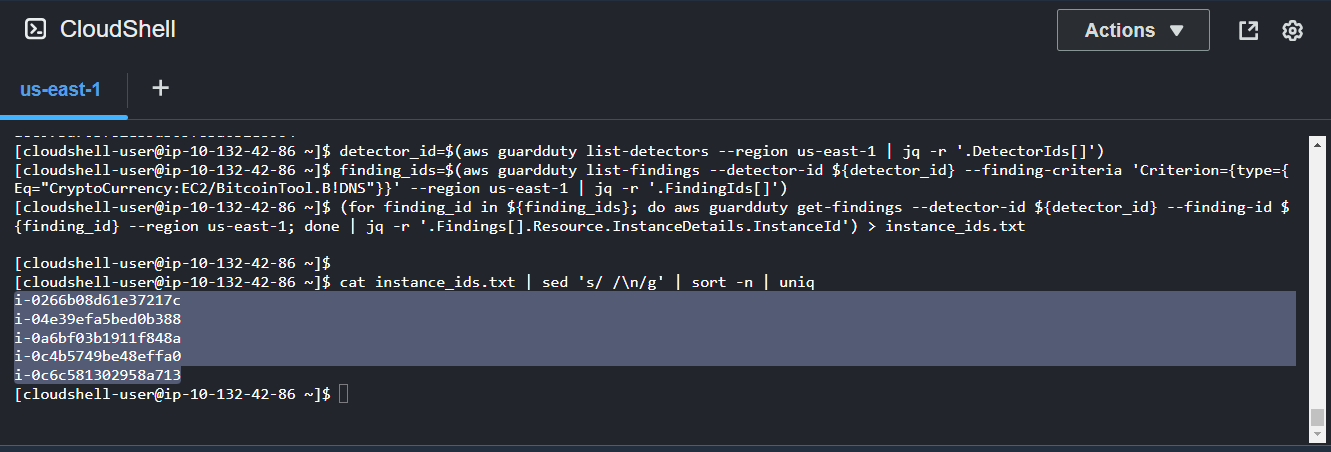 CloudShell
Actions
us-east-1
[cloudshell-user@ip-10-132-42-86 ~]$ detector_id=$(aws guardduty list-detectors --region us-east-1 | jq -r '.DetectorIds[]')
[cloudshell-user@ip-10-132-42-86 ~]$ finding_ids=$(aws guardduty list-findings --detector-id ${detector_id} --finding-criteria 'Criterion={type={
Eq="CryptoCurrency:EC2/BitcoinTool.B!DNS"}}' --region us-east-1 | jq -r '.FindingIds[]')
[cloudshell-user@ip-10-132-42-86 ~]$ (for finding_id in ${finding_ids}; do aws guardduty get-findings --detector-id ${detector_id} --finding-id $
{finding_id} --region us-east-1; done | jq -r '.Findings[].Resource.InstanceDetails.InstanceId') > instance_ids.txt
[cloudshell-user@ip-10-132-42-86 ~]$
[cloudshell-user@ip-10-132-42-86 ~]$ cat instance_ids.txt | sed 's/ /\n/g' | sort -n | uniq
i-0266b08d61e37217c
i-04e39efa5bed0b388
i-0a6bf03b1911f848a
i-0c4b5749be48effa0
i-0c6c581302958a713
[cloudshell-user@ip-10-132-42-86 ~]$